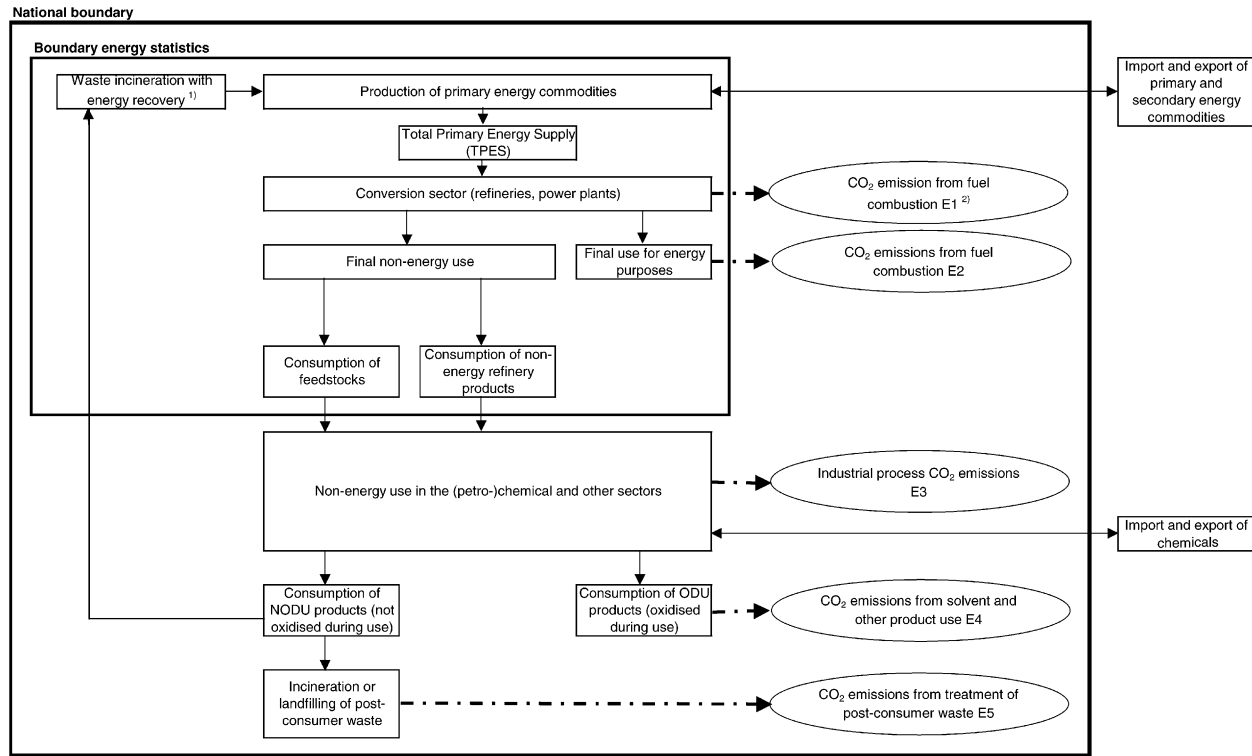 National boundary
Boundary energy statistics
Waste incineration with
energy recovery 1)
Production of primary energy commodities
Import and export of
primary and
secondary energy
commodities
Total Primary Energy Supply
(TPES)
Conversion sector (refineries, power plants)
CO2 emission from fuel
combustion E1 2)
Final non-energy use
Final use for energy
purposes
CO2 emissions from fuel
combustion E2
Consumption of
feedstocks
Consumption of non-
energy refinery
products
Non-energy use in the (petro-)chemical and other sectors
Industrial process CO2 emissions
E3
Import and export of
chemicals
Consumption of
NODU products (not
oxidised during use)
Consumption of ODU
products (oxidised
during use)
CO2 emissions from solvent and
other product use E4
Incineration or
landfilling of post-
consumer waste
CO2 emissions from treatment of
post-consumer waste E5